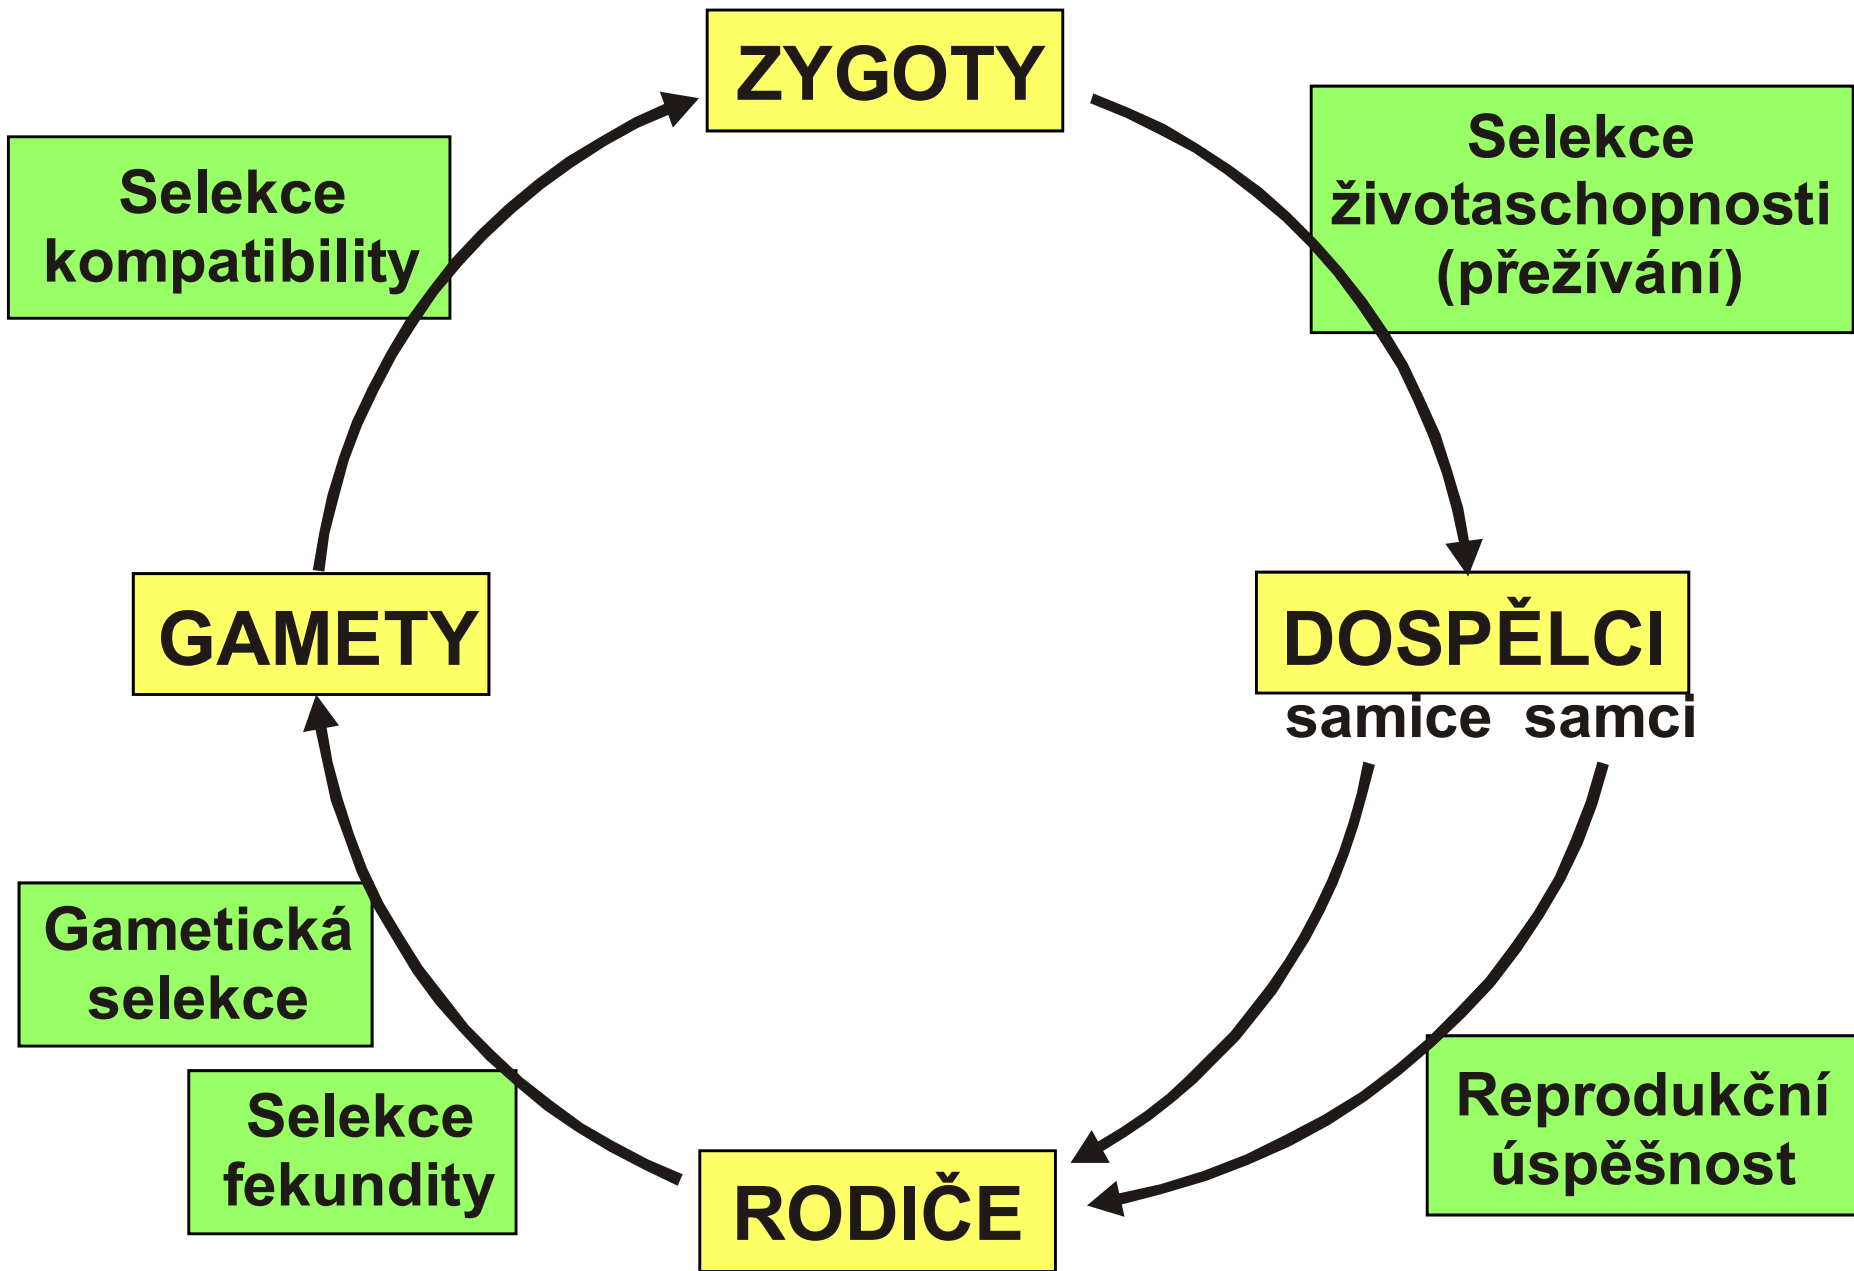 ZYGOTY
Selekce
životaschopnosti
(přežívání)
Selekce
kompatibility
GAMETY
DOSPĚLCI
samice samci
Gametická
selekce
Selekce
fekundity
Reprodukční
úspěšnost
RODIČE